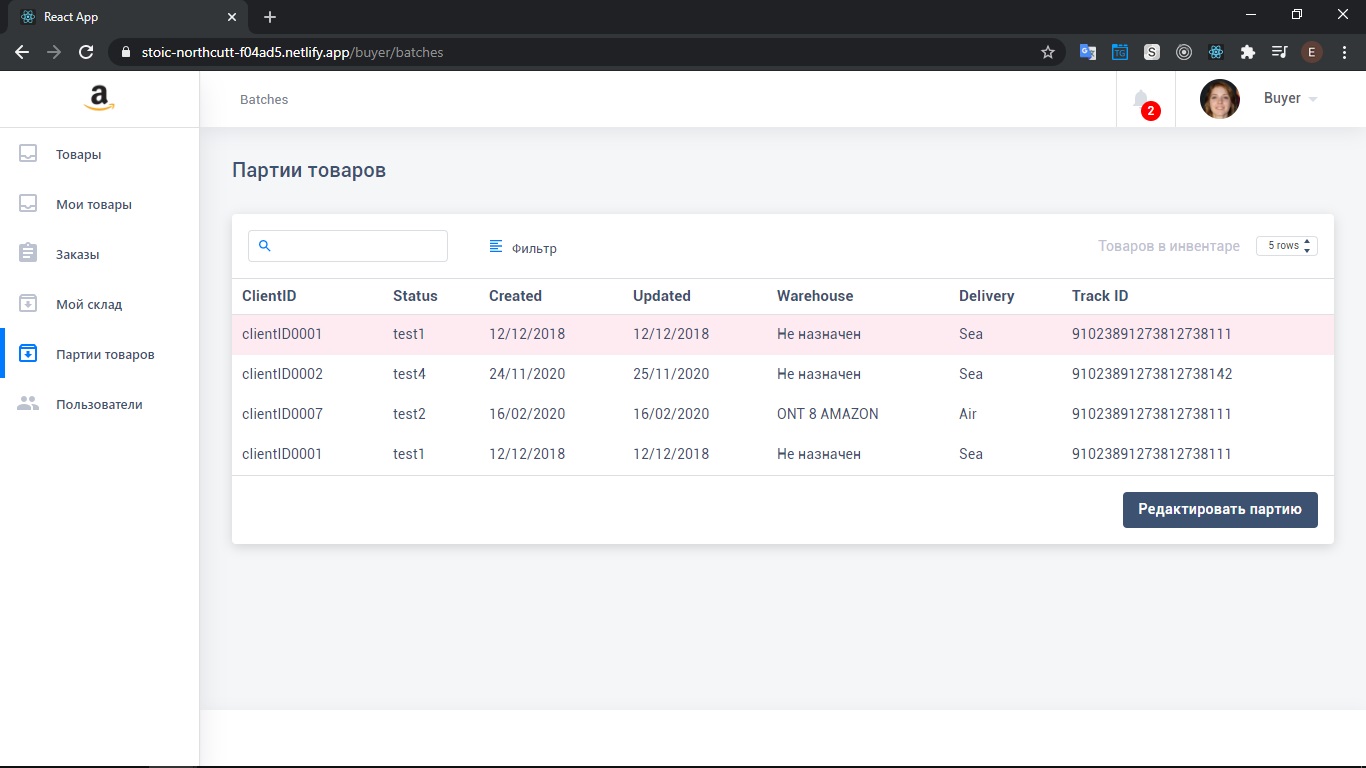 React App
stoic-northcutt-f04ad5.netlify.app/buyer/batches
TG
S
E
a
Batches
2
Buyer
Товары
Мои товары
Заказы
Мой склад
Партии товаров
Пользователи
Партии товаров
Фильтр
Товаров в инвентаре
5 rows
ClientID Status Created Updated Warehouse Delivery Track ID
clientID0001 test1 12/12/2018 12/12/2018 Не назначен Sea 91023891273812738111
clientID0002 test4 24/11/2020 25/11/2020 Не назначен Sea 91023891273812738142
clientID0007 test2 16/02/2020 16/02/2020 ONT 8 AMAZON Air 91023891273812738111
clientID0001 test1 12/12/2018 12/12/2018 Не назначен Sea 91023891273812738111
Редактировать партию